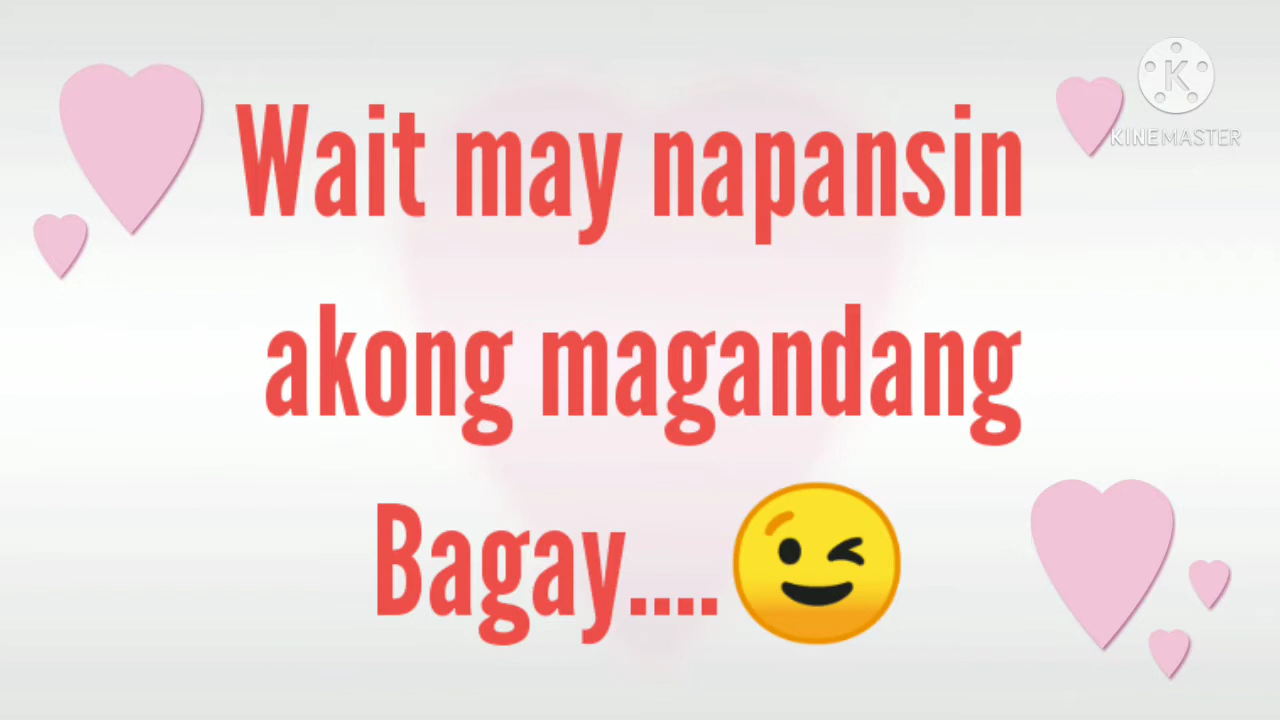 Wait may napansin
akong magandang
Bagay....😉
K
KINEMASTER